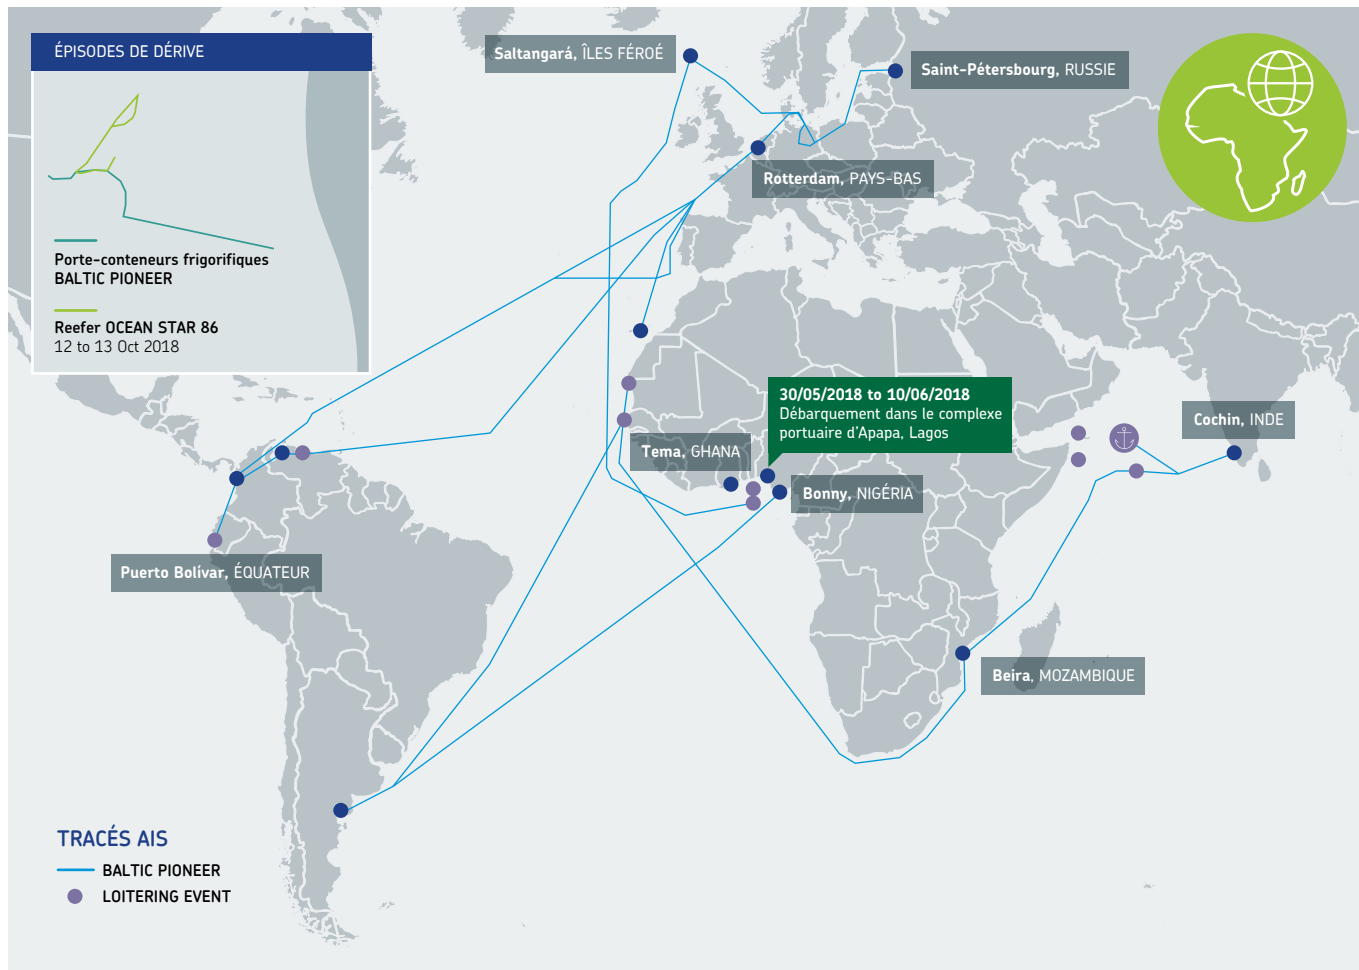 ÉPISODES DE DÉRIVE
Porte-conteneurs frigorifiques
BALTIC PIONEER
Reefer OCEAN STAR 86
12 to 13 Oct 2018
Saltangará, ÎLES FÉROÉ
Saint-Pétersbourg, RUSSIE
Rotterdam, PAYS-BAS
30/05/2018 to 10/06/2018
Débarquement dans le complexe
portuaire d'Apapa, Lagos
Cochin, INDE
Tema, GHANA
Bonny, NIGÉRIA
Puerto Bolívar, ÉQUATEUR
Beira, MOZAMBIQUE
TRACÉS AIS
BALTIC PIONEER
LOITERING EVENT